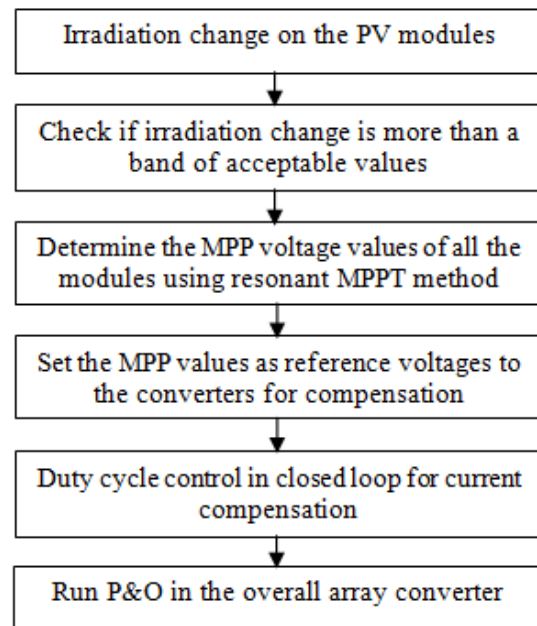 Irradiation change on the PV modules
Check if irradiation change is more than a
band of acceptable values
Determine the MPP voltage values of all the
modules using resonant MPPT method
Set the MPP values as reference voltages to
the converters for compensation
Duty cycle control in closed loop for current
compensation
Run P&O in the overall array converter